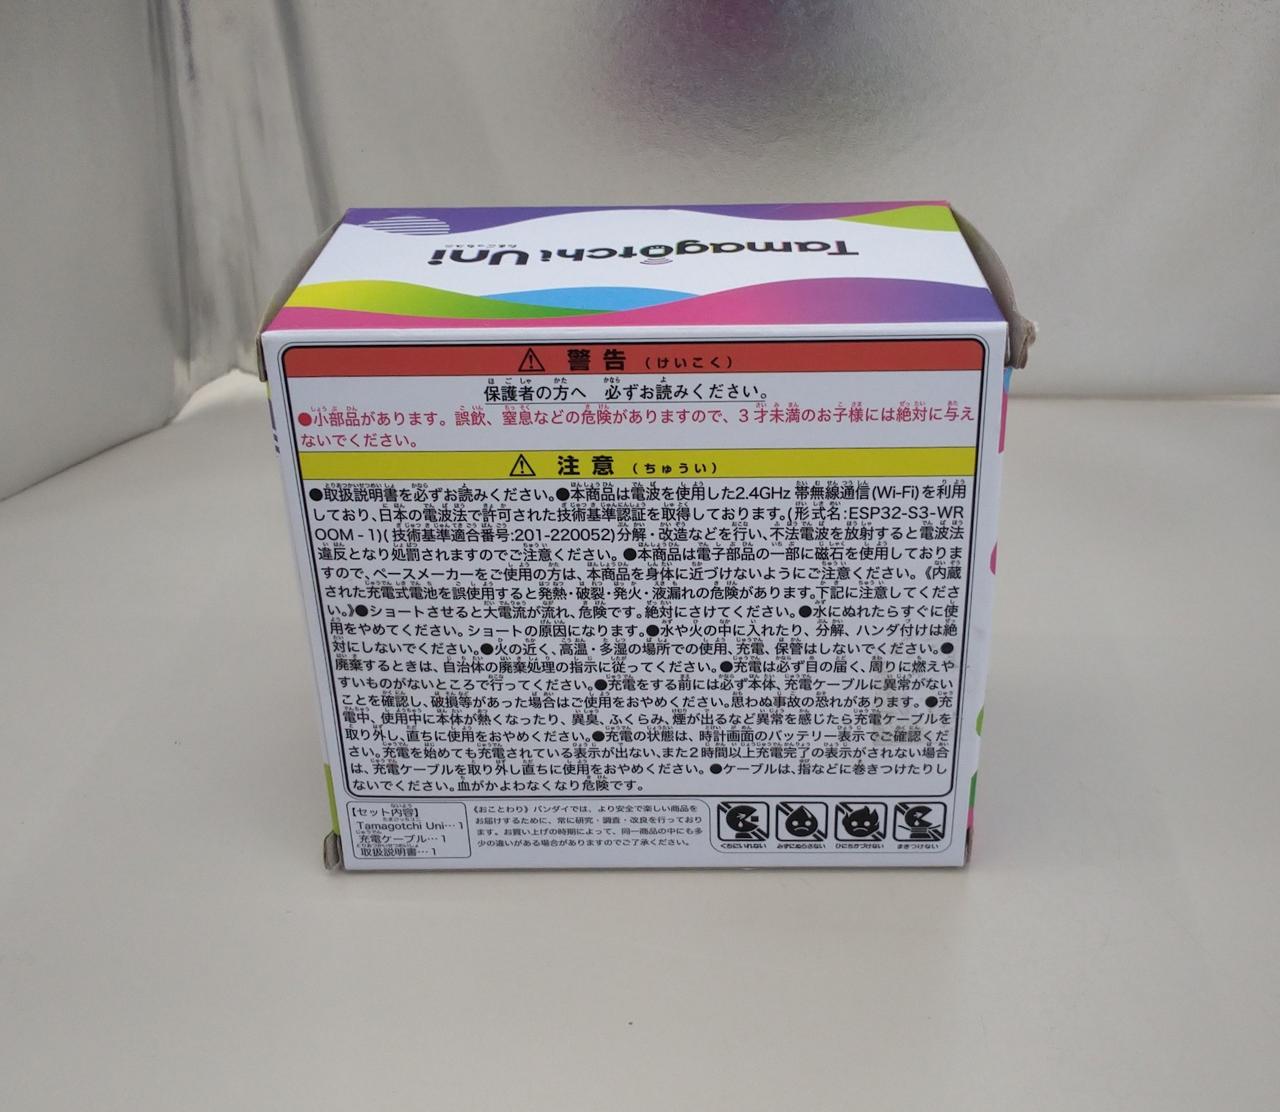 Tamagotchi Uni
たまごっちユニ
警告(けいこく)
保護者の方へ 必ずお読みください。
●小部品があります。誤飲、窒息などの危険がありますので、3才未満のお子様には絶対に与え
ないでください。
注意(ちゅうい)
●取扱説明書を必ずお読みください。●本商品は電波を使用した2.4GHz 帯無線通信(Wi-Fi)を利用
しており、日本の電波法で許可された技術基準認証を取得しております。(形式名:ESP32-S3-WR
OOM-1)(技術基準適合番号:201-220052)分解・改造などを行い、不法電波を放射すると電波法
違反となり処罰されますのでご注意ください。●本商品は電子部品の一部に磁石を使用しておりま
すので、ペースメーカーをご使用の方は、本商品を身体に近づけないようにご注意ください。《内蔵
された充電式電池を誤使用すると発熱・破裂・発火・液漏れの危険があります。下記に注意してくださ
い。》●ショートさせると大電流が流れ、危険です。絶対にさけてください。●水にぬれたらすぐに使
用をやめてください。ショートの原因になります。●水や火の中に入れたり、分解、ハンダ付けは絶
対にしないでください。●火の近く、高温・多湿の場所での使用、充電、保管はしないでください。●
廃棄するときは、自治体の廃棄処理の指示に従ってください。●充電は必ず目の届く、周りに燃えや
すいものがないところで行ってください。●充電をする前には必ず本体、充電ケーブルに異常がない
ことを確認し、破損等があった場合はご使用をおやめください。思わぬ事故の恐れがあります。●充
電中、使用中に本体が熱くなったり、異臭、ふくらみ、煙が出るなど異常を感じたら充電ケーブルを
取り外し、直ちに使用をおやめください。●充電の状態は、時計画面のバッテリー表示でご確認くだ
さい。充電を始めても充電されている表示が出ない、また2時間以上充電完了の表示がされない場合
は、充電ケーブルを取り外し直ちに使用をおやめください。●ケーブルは、指などに巻きつけたりし
ないでください。血がかよわなくなり危険です。
【セット内容】
Tamagotchi Uni…1
充電ケーブル…1
取扱説明書…1
《おことわり》バンダイでは、より安全で楽しい商品を
お届けするために、常に研究・調査・改良を行っており
ます。お買い上げの時期によって、同一商品の中にも多
少の違いがある場合がありますのでご了承ください。
くちにいれない みずにぬらさない ひにちかづけない まきつけない